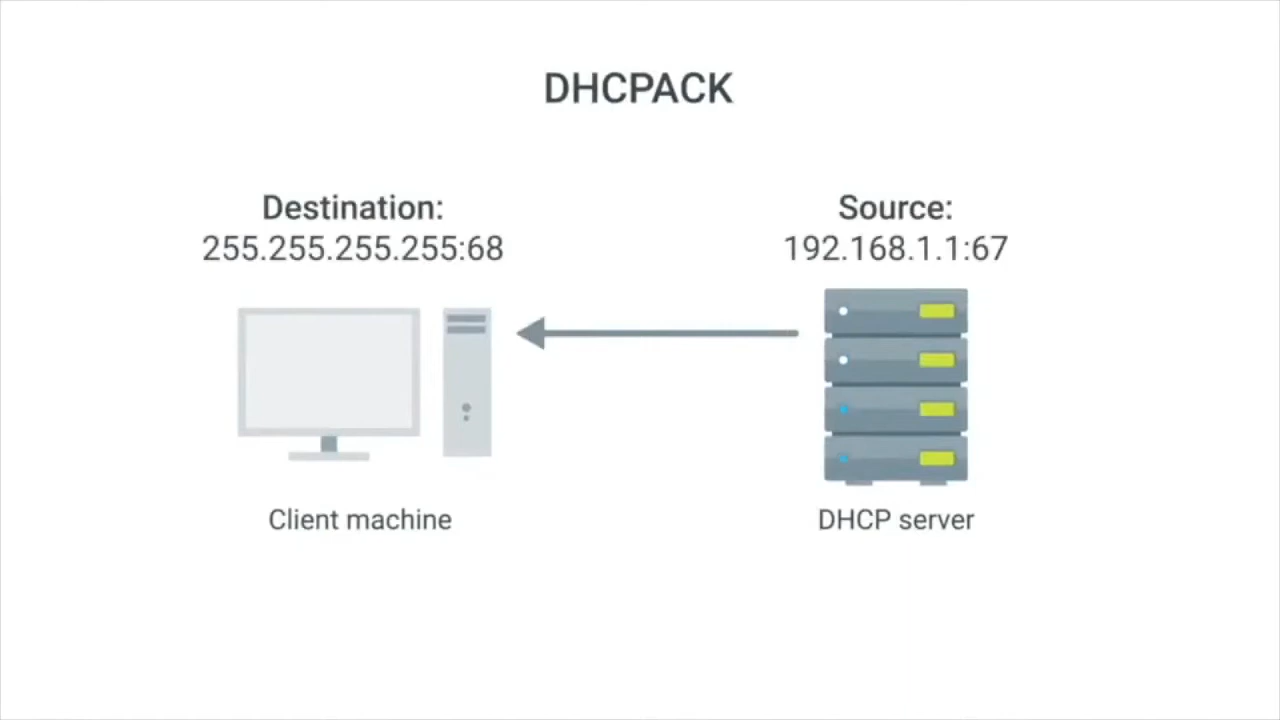 DHCPACK
Destination:
255.255.255.255:68
Source:
192.168.1.1:67
Client machine
DHCP server